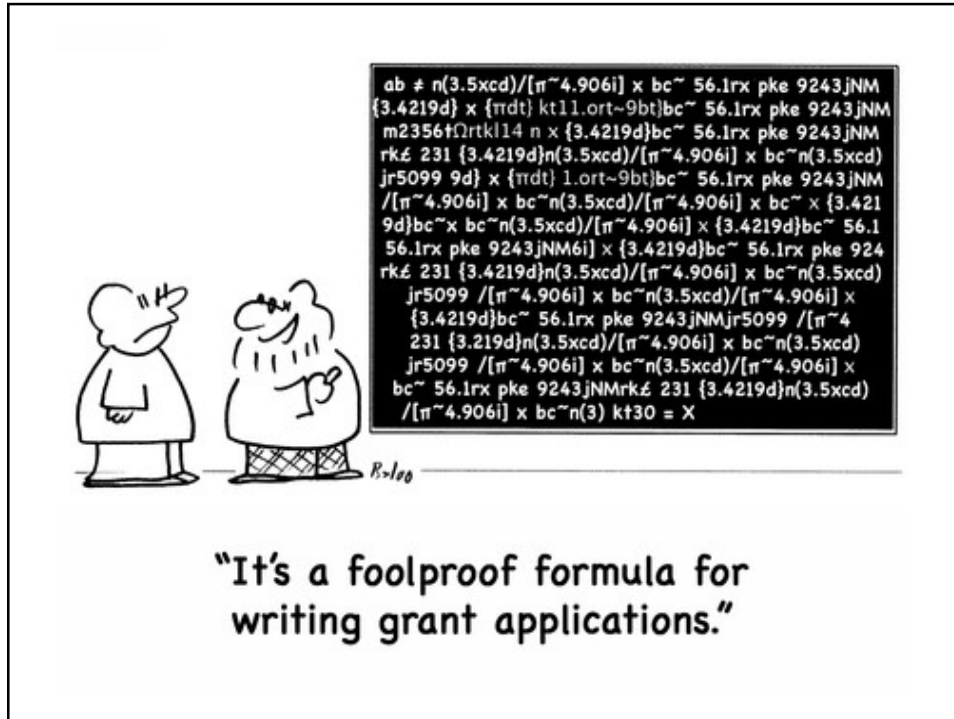 ab ≠ n(3.5xcd)/[π~4.906i] x bc~ 56.1rx pke 9243jNM
{3.4219d} x {πdt} kt11.ort~9bt}bc~ 56.1rx pke 9243jNM
m2356tΩrtkl14 n x {3.4219d}bc~ 56.1rx pke 9243jNM
rk£ 231 {3.4219d}n(3.5xcd)/[π~4.906i] x bc~n(3.5xcd)
jr5099 9d} x {πdt} 1.ort~9bt}bc~ 56.1rx pke 9243jNM
/[π~4.906i] x bc~n(3.5xcd)/[π~4.906i] x bc~ x {3.421
9d}bc~x bc~n(3.5xcd)/[π~4.906i] x {3.4219d}bc~ 56.1
56.1rx pke 9243jNM6i] x {3.4219d}bc~ 56.1rx pke 924
rk£ 231 {3.4219d}n(3.5xcd)/[π~4.906i] x bc~n(3.5xcd)
jr5099 /[π~4.906i] x bc~n(3.5xcd)/[π~4.906i] x
{3.4219d}bc~ 56.1rx pke 9243jNMjr5099 /[π~4
231 {3.219d}n(3.5xcd)/[π~4.906i] x bc~n(3.5xcd)
jr5099 /[π~4.906i] x bc~n(3.5xcd)/[π~4.906i] x
bc~ 56.1rx pke 9243jNMrk£ 231 {3.4219d}n(3.5xcd)
/[π~4.906i] x bc~n(3) kt30 = X
"It's a foolproof formula for
writing grant applications."